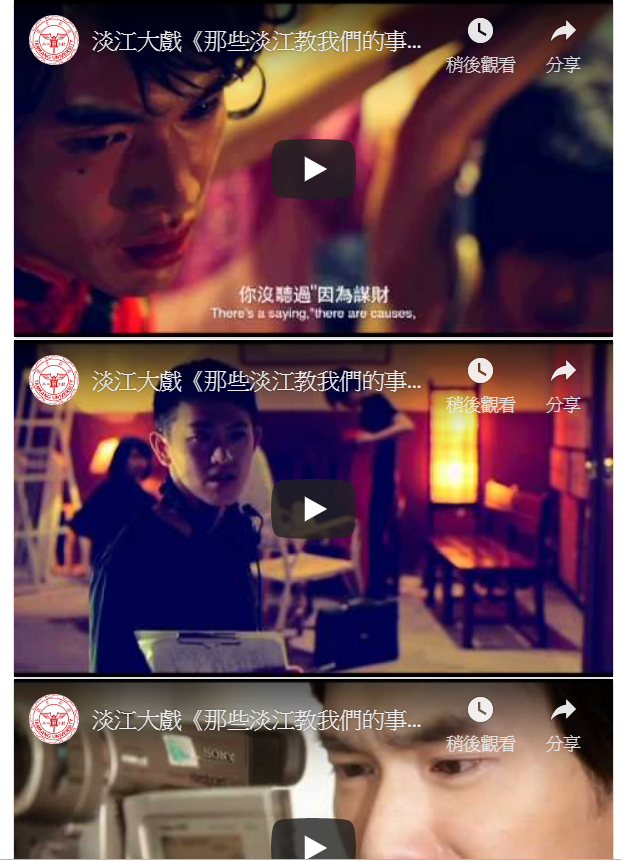 淡江大戲《那些淡江教我們的事...
稍後觀看
分享
你沒聽過"因為謀財
There's a saying,"there are causes,
淡江大戲《那些淡江教我們的事...
稍後觀看
分享
淡江大戲《那些淡江教我們的事...
稍後觀看
分享
SONY